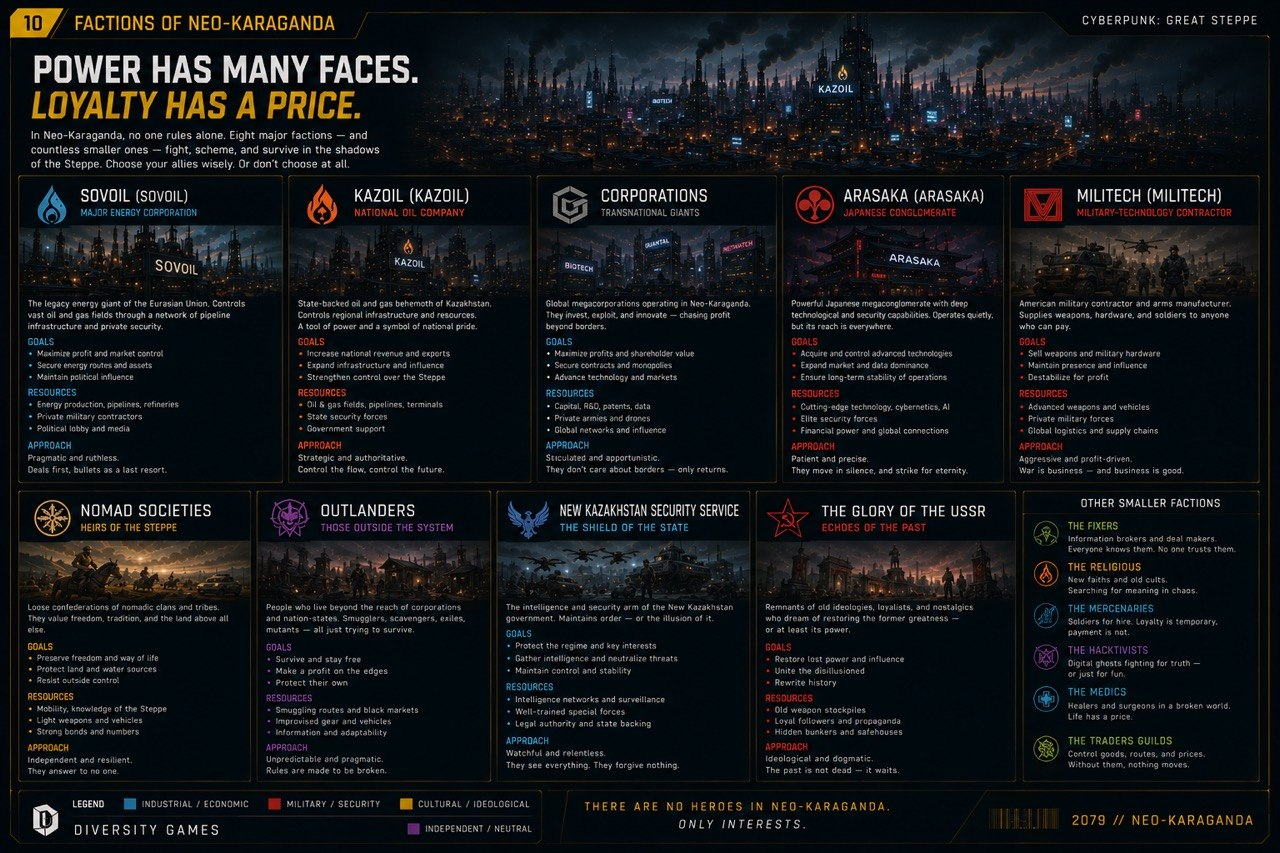 10
FACTIONS OF NEO-KARAGANDA
CYBERPUNK: GREAT STEPPE
POWER HAS MANY FACES.
LOYALTY HAS A PRICE.
In Neo-Karaganda, no one rules alone. Eight major factions — and
countless smaller ones — fight, scheme, and survive in the shadows
of the Steppe. Choose your allies wisely. Or don't choose at all.
BIOTECH
KAZOIL
SOVOIL (SOVOIL)
MAJOR ENERGY CORPORATION
SOVOIL
The legacy energy giant of the Eurasian Union. Controls
vast oil and gas fields through a network of pipeline
infrastructure and private security.
GOALS
• Maximize profit and market control
• Secure energy routes and assets
• Maintain political influence
RESOURCES
• Energy production, pipelines, refineries
• Private military contractors
• Political lobby and media
APPROACH
Pragmatic and ruthless.
Deals first, bullets as a last resort.
KAZOIL (KAZOIL)
NATIONAL OIL COMPANY
KAZOIL
State-backed oil and gas behemoth of Kazakhstan.
Controls regional infrastructure and resources.
A tool of power and a symbol of national pride.
GOALS
• Increase national revenue and exports
• Expand infrastructure and influence
• Strengthen control over the Steppe
RESOURCES
• Oil & gas fields, pipelines, terminals
• State security forces
• Government support
APPROACH
Strategic and authoritative.
Control the flow, control the future.
CORPORATIONS
TRANSNATIONAL GIANTS
BIOTECH
QUANTAL
NETWATCH
Global megacorporations operating in Neo-Karaganda.
They invest, exploit, and innovate — chasing profit
beyond borders.
GOALS
• Maximize profits and shareholder value
• Secure contracts and monopolies
• Advance technology and markets
RESOURCES
• Capital, R&D, patents, data
• Private armies and drones
• Global networks and influence
APPROACH
Sticulated and apportunistic.
They don't care about borders — only returns.
ARASAKA (ARASAKA)
JAPANESE CONGLOMERATE
ARASAKA
Powerful Japanese megaconglomerate with deep
technological and security capabilities. Operates quietly,
but its reach is everywhere.
GOALS
• Acquire and control advanced technologies
• Expand market and data dominance
• Ensure long-term stability of operations
RESOURCES
• Cutting-edge technology, cybernetics, AI
• Elite security forces
• Financial power and global connections
APPROACH
Patient and precise.
They move in silence, and strike for eternity.
MILITECH (MILITECH)
MILITARY-TECHNOLOGY CONTRACTOR
American military contractor and arms manufacturer.
Supplies weapons, hardware, and soldiers to anyone
who can pay.
GOALS
• Sell weapons and military hardware
• Maintain presence and influence
• Destabilize for profit
RESOURCES
• Advanced weapons and vehicles
• Private military forces
• Global logistics and supply chains
APPROACH
Aggressive and profit-driven.
War is business — and business is good.
NOMAD SOCIETIES
HEIRS OF THE STEPPE
Loose confederations of nomadic clans and tribes.
They value freedom, tradition, and the land above all
else.
GOALS
• Preserve freedom and way of life
• Protect land and water sources
• Resist outside control
RESOURCES
• Mobility, knowledge of the Steppe
• Light weapons and vehicles
• Strong bonds and numbers
APPROACH
Independent and resilient.
They answer to no one.
OUTLANDERS
THOSE OUTSIDE THE SYSTEM
People who live beyond the reach of corporations
and nation-states. Smugglers, scavengers, exiles,
mutants — all just trying to survive.
GOALS
• Survive and stay free
• Make a profit on the edges
• Protect their own
RESOURCES
• Smuggling routes and black markets
• Improvised gear and vehicles
• Information and adaptability
APPROACH
Unpredictable and pragmatic.
Rules are made to be broken.
NEW KAZAKHSTAN SECURITY SERVICE
THE SHIELD OF THE STATE
The intelligence and security arm of the New Kazakhstan
government. Maintains order — or the illusion of it.
GOALS
• Protect the regime and key interests
• Gather intelligence and neutralize threats
• Maintain control and stability
RESOURCES
• Intelligence networks and surveillance
• Well-trained special forces
• Legal authority and state backing
APPROACH
Watchful and relentless.
They see everything. They forgive nothing.
THE GLORY OF THE USSR
ECHOES OF THE PAST
Remnants of old ideologies, loyalists, and nostalgics
who dream of restoring the former greatness —
or at least its power.
GOALS
• Restore lost power and influence
• Unite the disillusioned
• Rewrite history
RESOURCES
• Old weapon stockpiles
• Loyal followers and propaganda
• Hidden bunkers and safehouses
APPROACH
Ideological and dogmatic.
The past is not dead — it waits.
OTHER SMALLER FACTIONS
THE FIXERS
Information brokers and deal makers.
Everyone knows them. No one trusts them.
THE RELIGIOUS
New faiths and old cults.
Searching for meaning in chaos.
THE MERCENARIES
Soldiers for hire. Loyalty is temporary,
payment is not.
THE HACKTIVISTS
Digital ghosts fighting for truth —
or just for fun.
THE MEDICS
Healers and surgeons in a broken world.
Life has a price.
THE TRADERS GUILDS
Control goods, routes, and prices.
Without them, nothing moves.
LEGEND
INDUSTRIAL / ECONOMIC
MILITARY / SECURITY
CULTURAL / IDEOLOGICAL
INDEPENDENT / NEUTRAL
DIVERSITY GAMES
THERE ARE NO HEROES IN NEO-KARAGANDA.
ONLY INTERESTS.
2079 // NEO-KARAGANDA